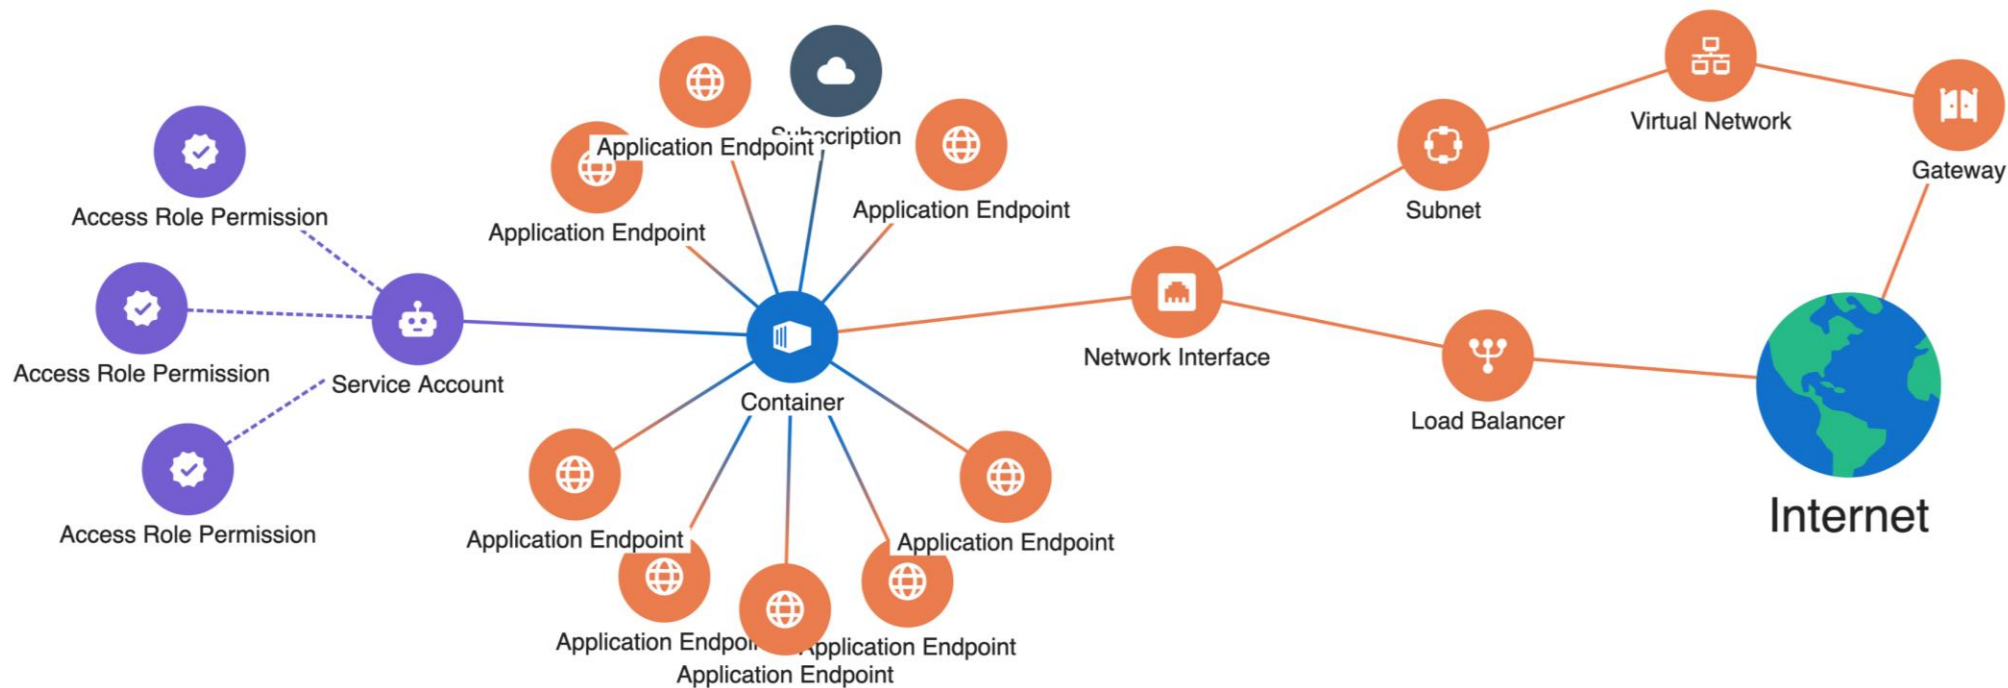 Subscription
Application Endpoint
Virtual Network
Gateway
Access Role Permission
Application Endpoint
Application Endpoint
Subnet
Network Interface
Access Role Permission
Service Account
Container
Load Balancer
Internet
Access Role Permission
Application Endpoint
Application Endpoint
Application Endpoint
Application Endpoint
Application Endpoint